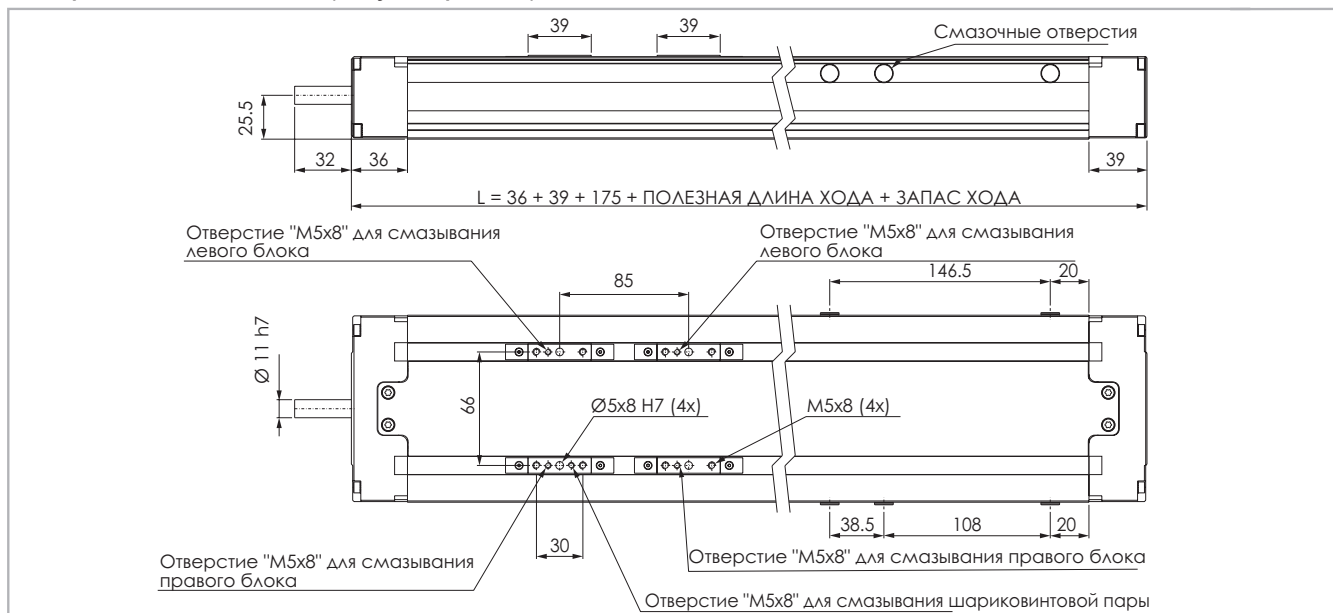 39
39
Смазочные отверстия
25.5
32
36
39
L = 36 + 39 + 175 + ПОЛЕЗНАЯ ДЛИНА ХОДА + ЗАПАС ХОДА
Отверстие "M5x8" для смазывания
левого блока
Отверстие "M5x8" для смазывания
левого блока
146.5
20
85
Ø 11 h7
66
Ø5x8 H7 (4x)
M5x8 (4x)
38.5
108
20
30
Отверстие "M5x8" для смазывания
правого блока
Отверстие "M5x8" для смазывания правого блока
Отверстие "M5x8" для смазывания шариковинтовой пары